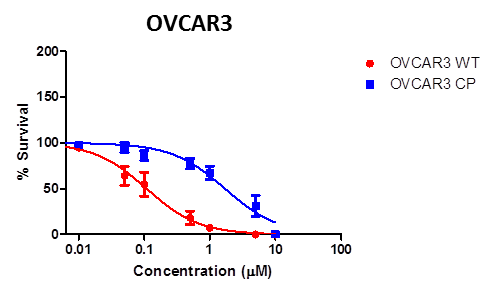 OVCAR3
200
150
100
50
0
% Survival
0.01 0.1 1 10 100
Concentration (μM)
OVCAR3 WT
OVCAR3 CP